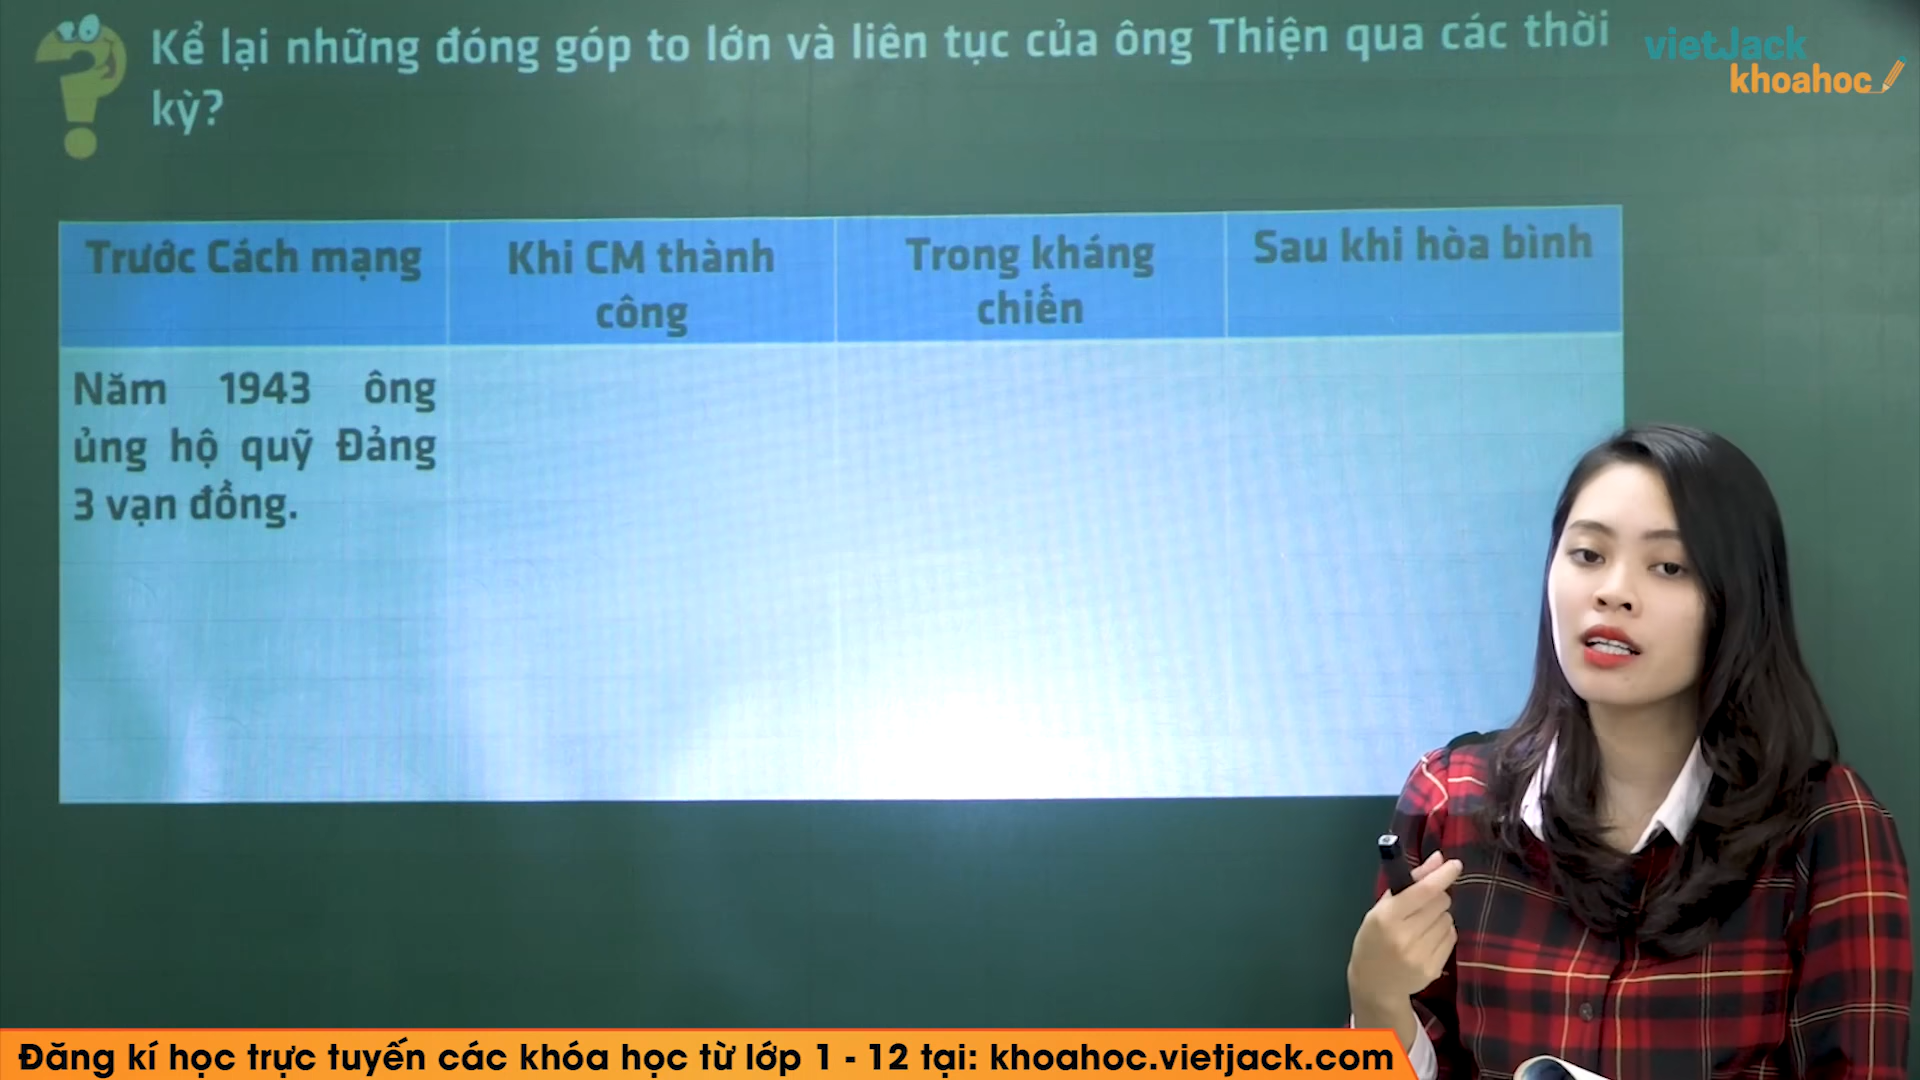 Kể lại những đóng góp to lớn và liên tục của ông Thiện qua các thời
kỳ?
vietJack
khoahoc
Trước Cách mạng
Khi CM thành
công
Trong kháng
chiến
Sau khi hòa bình
Năm 1943 ông
ủng hộ quỹ Đảng
3 vạn đồng.
Đăng kí học trực tuyến các khóa học từ lớp 1 - 12 tại: khoahoc.vietjack.com